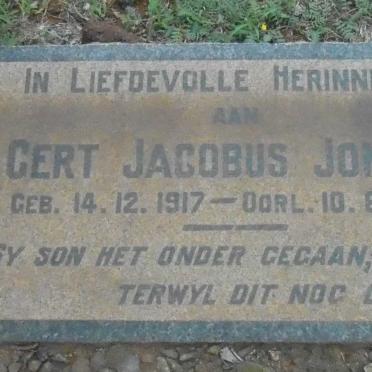 IN LIEFDEVOLLE HERINN
AAN
GERT JACOBUS JO
GEB. 14.12.1917 — OORL. 10.
SY SON HET ONDER GEGAAN,
TERWYL DIT NOG